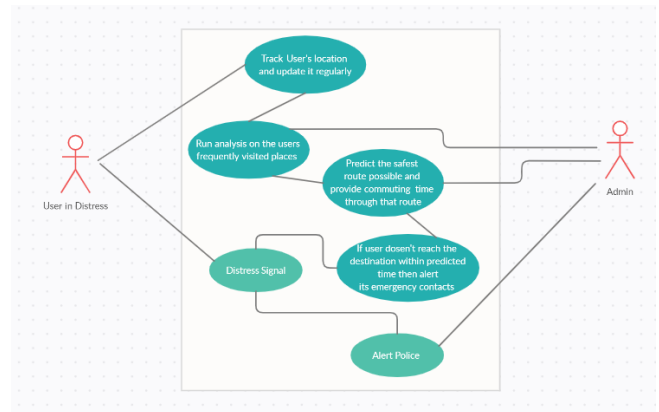 Track User's location
and update it regularly
Run analysis on the users
frequently visited places
Predict the safest
route possible and
provide commuting time
through that route
User in Distress
Admin
If user dosen't reach the
destination within predicted
time then alert
its emergency contacts
Distress Signal
Alert Police